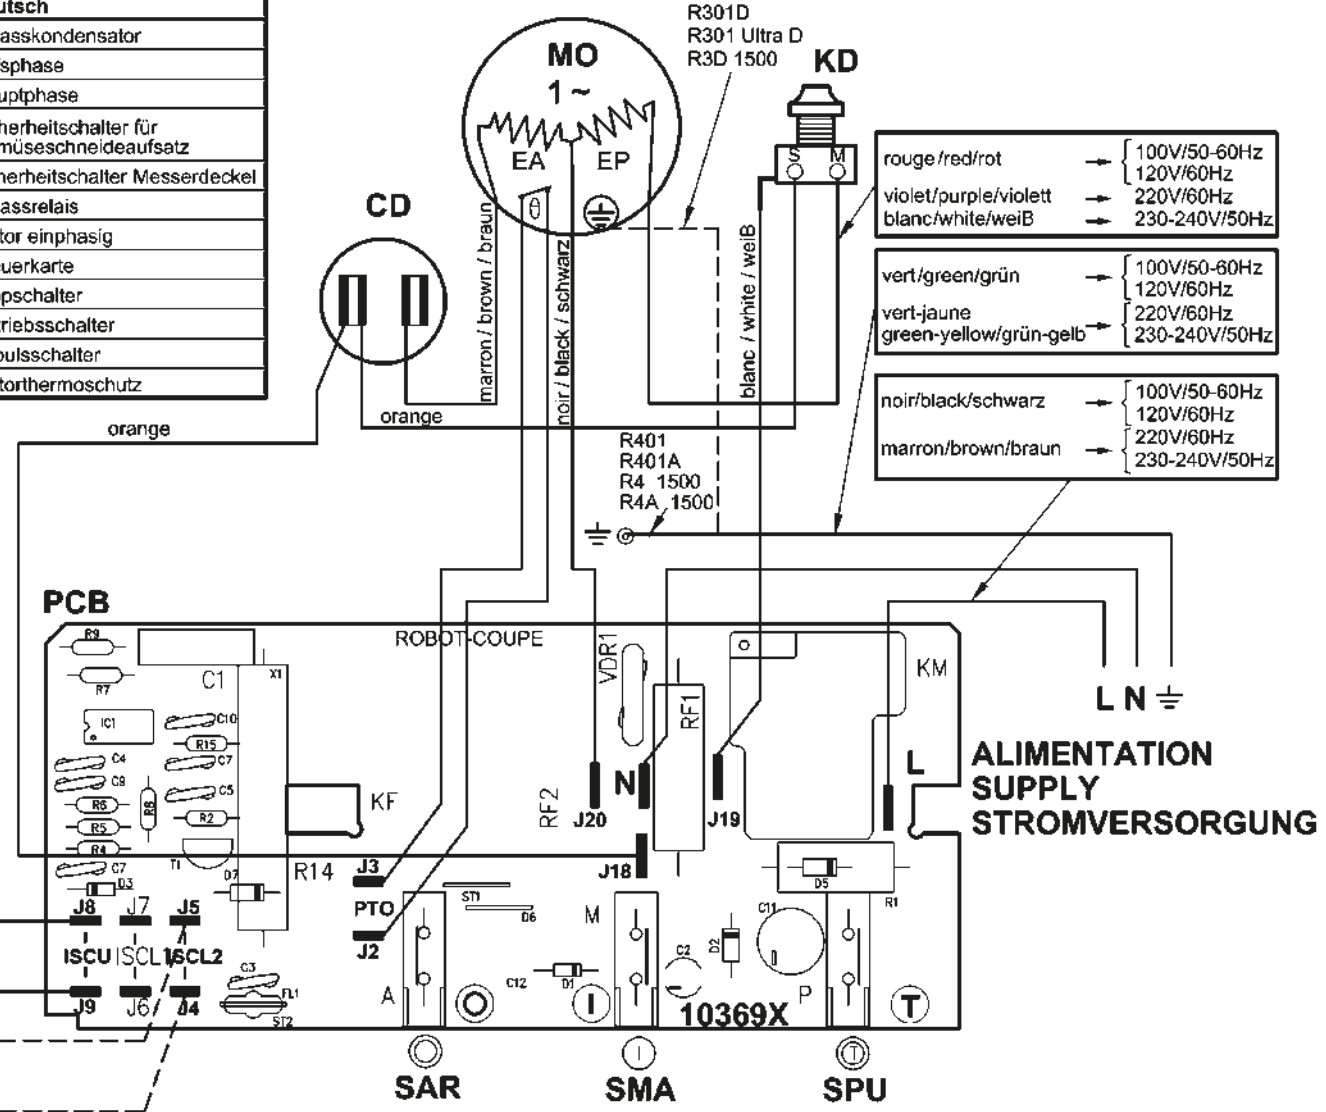 utsch
asskondensator
sphase
uptphase
herheitschalter für
müseschneideaufsatz
herheitschalter Messerdeckel
assrelais
tor einphasig
uerkarte
pschalter
triebsschalter
oulsschalter
torthermoschutz
R301D
R301 Ultra D
R3D 1500
MO
1 ~
EA
EP
θ
KD
S
M
CD
marron / brown / braun
noir / black / schwarz
blanc / white / weiB
orange
orange
rouge/red/rot
100V/50-60Hz
120V/60Hz
violet/purple/violett
220V/60Hz
blanc/white/weiB
230-240V/50Hz
vert/green/grün
100V/50-60Hz
120V/60Hz
vert-jaune
220V/60Hz
green-yellow/grün-gelb
230-240V/50Hz
noir/black/schwarz
100V/50-60Hz
120V/60Hz
marron/brown/braun
220V/60Hz
230-240V/50Hz
R401
R401A
R4 1500
R4A 1500
PCB
ROBOT-COUPE
R9
R7
C1
X1
IC1
C10
R15
C4
C7
C9
C5
R6
R8
R2
R5
R4
T1
C7
D3
D7
KF
R14
J3
PTO
J2
VDR1
RF1
RF2
KM
L N
N
L
J20
J19
J18
ALIMENTATION
SUPPLY
STROMVERSORGUNG
J8
J7
J5
ISCU
ISCL1
ISCL2
J9
J6
J4
C3
FL1
ST2
ST1
D6
A
M
P
C12
D1
C2
D2
C11
D5
R1
O
I
T
10369X
I
T
SAR
SMA
SPU